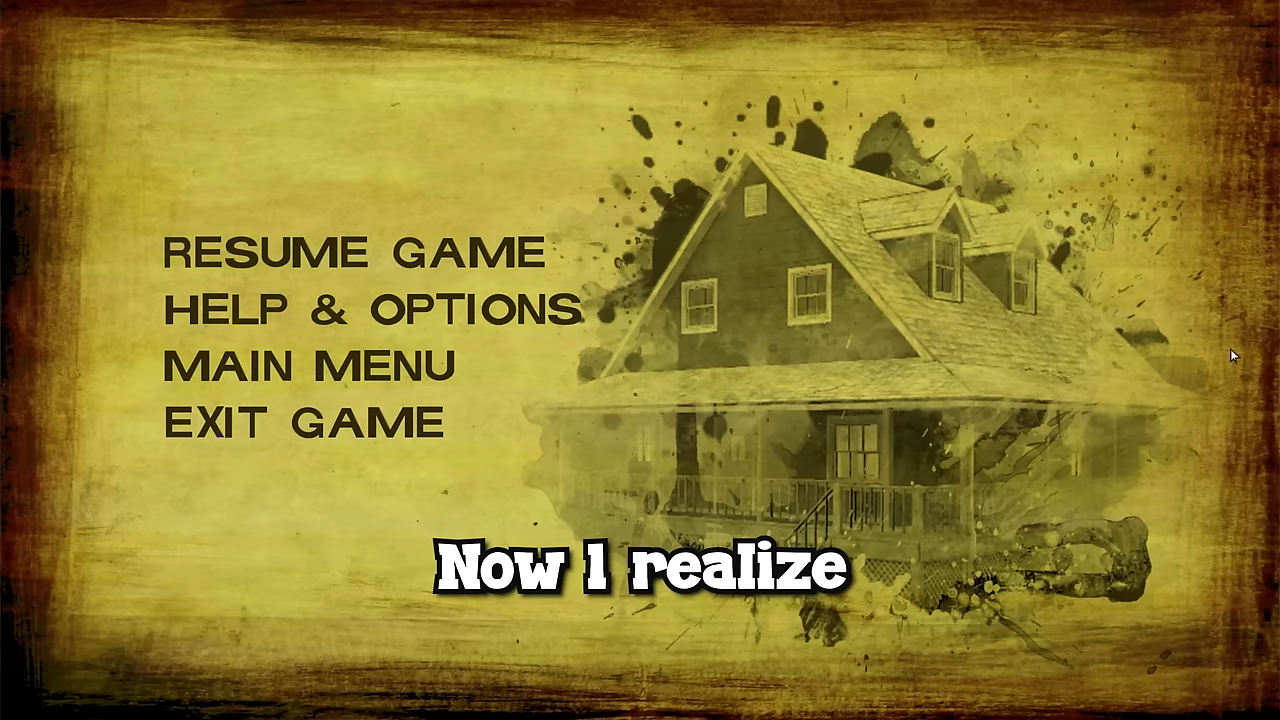 RESUME GAME
HELP & OPTIONS
MAIN MENU
EXIT GAME
Now I realize